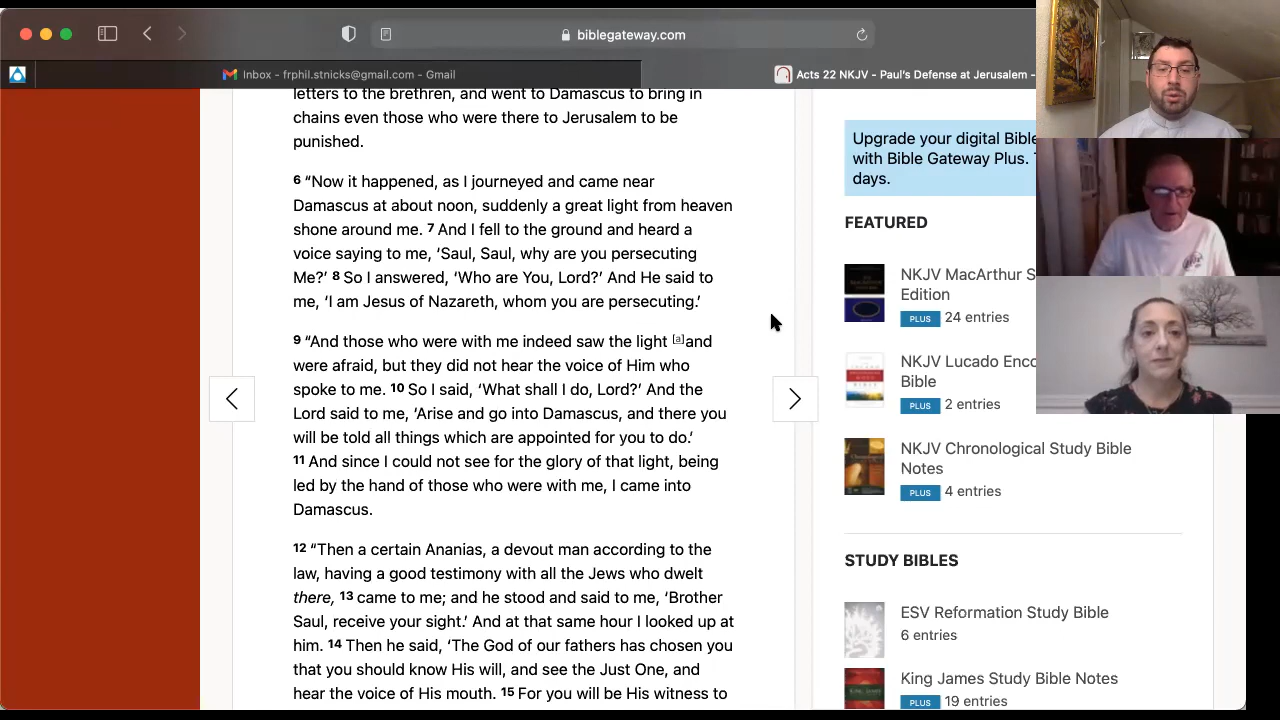 biblegateway.com
Inbox - frphil.stnicks@gmail.com - Gmail
Acts 22 NKJV - Paul's Defense at Jerusalem -
letters to the brethren, and went to Damascus to bring in
chains even those who were there to Jerusalem to be
punished.
6 “Now it happened, as I journeyed and came near
Damascus at about noon, suddenly a great light from heaven
shone around me. 7 And I fell to the ground and heard a
voice saying to me, ‘Saul, Saul, why are you persecuting
Me?’ 8 So I answered, ‘Who are You, Lord?’ And He said to
me, ‘I am Jesus of Nazareth, whom you are persecuting.’
9 “And those who were with me indeed saw the light [a]and
were afraid, but they did not hear the voice of Him who
spoke to me. 10 So I said, ‘What shall I do, Lord?’ And the
Lord said to me, ‘Arise and go into Damascus, and there you
will be told all things which are appointed for you to do.’
11 And since I could not see for the glory of that light, being
led by the hand of those who were with me, I came into
Damascus.
12 “Then a certain Ananias, a devout man according to the
law, having a good testimony with all the Jews who dwelt
there, 13 came to me; and he stood and said to me, ‘Brother
Saul, receive your sight.’ And at that same hour I looked up at
him. 14 Then he said, ‘The God of our fathers has chosen you
that you should know His will, and see the Just One, and
hear the voice of His mouth. 15 For you will be His witness to
Upgrade your digital Bible
with Bible Gateway Plus.
days.
FEATURED
NKJV MacArthur S
Edition
PLUS 24 entries
NKJV Lucado Enco
Bible
PLUS 2 entries
NKJV Chronological Study Bible
Notes
PLUS 4 entries
STUDY BIBLES
ESV Reformation Study Bible
6 entries
King James Study Bible Notes
PLUS 19 entries